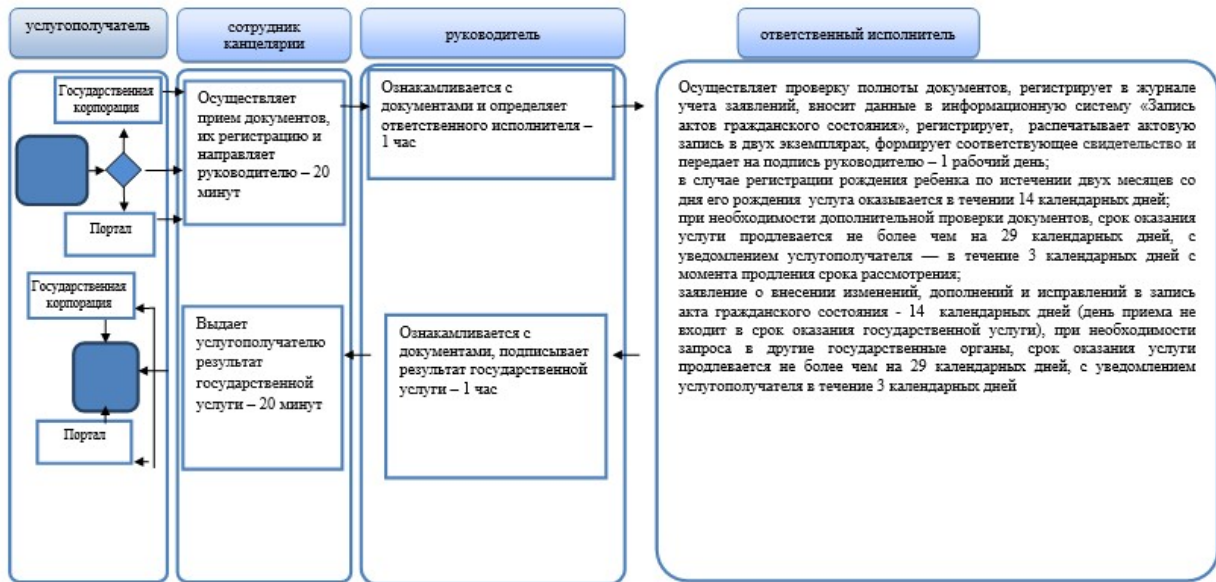 услугополучатель
сотрудник
канцелярии
руководитель
ответственный исполнитель
Государственная
корпорация
Портал
Государственная
корпорация
Портал
Осуществляет
прием документов,
их регистрацию и
направляет
руководителю – 20
минут
Выдает
услугополучателю
результат
государственной
услуги – 20 минут
Ознакамливается с
документами и определяет
ответственного исполнителя –
1 час
Ознакамливается с
документами, подписывает
результат государственной
услуги – 1 час
Осуществляет проверку полноты документов, регистрирует в журнале
учета заявлений, вносит данные в информационную систему «Запись
актов гражданского состояния», регистрирует, распечатывает актовую
запись в двух экземплярах, формирует соответствующее свидетельство и
передает на подпись руководителю – 1 рабочий день;
в случае регистрации рождения ребенка по истечении двух месяцев со
дня его рождения услуга оказывается в течении 14 календарных дней;
при необходимости дополнительной проверки документов, срок оказания
услуги продлевается не более чем на 29 календарных дней, с
уведомлением услугополучателя — в течение 3 календарных дней с
момента продления срока рассмотрения;
заявление о внесении изменений, дополнений и исправлений в запись
акта гражданского состояния - 14 календарных дней (день приема не
входит в срок оказания государственной услуги), при необходимости
запроса в другие государственные органы, срок оказания услуги
продлевается не более чем на 29 календарных дней, с уведомлением
услугополучателя в течение 3 календарных дней